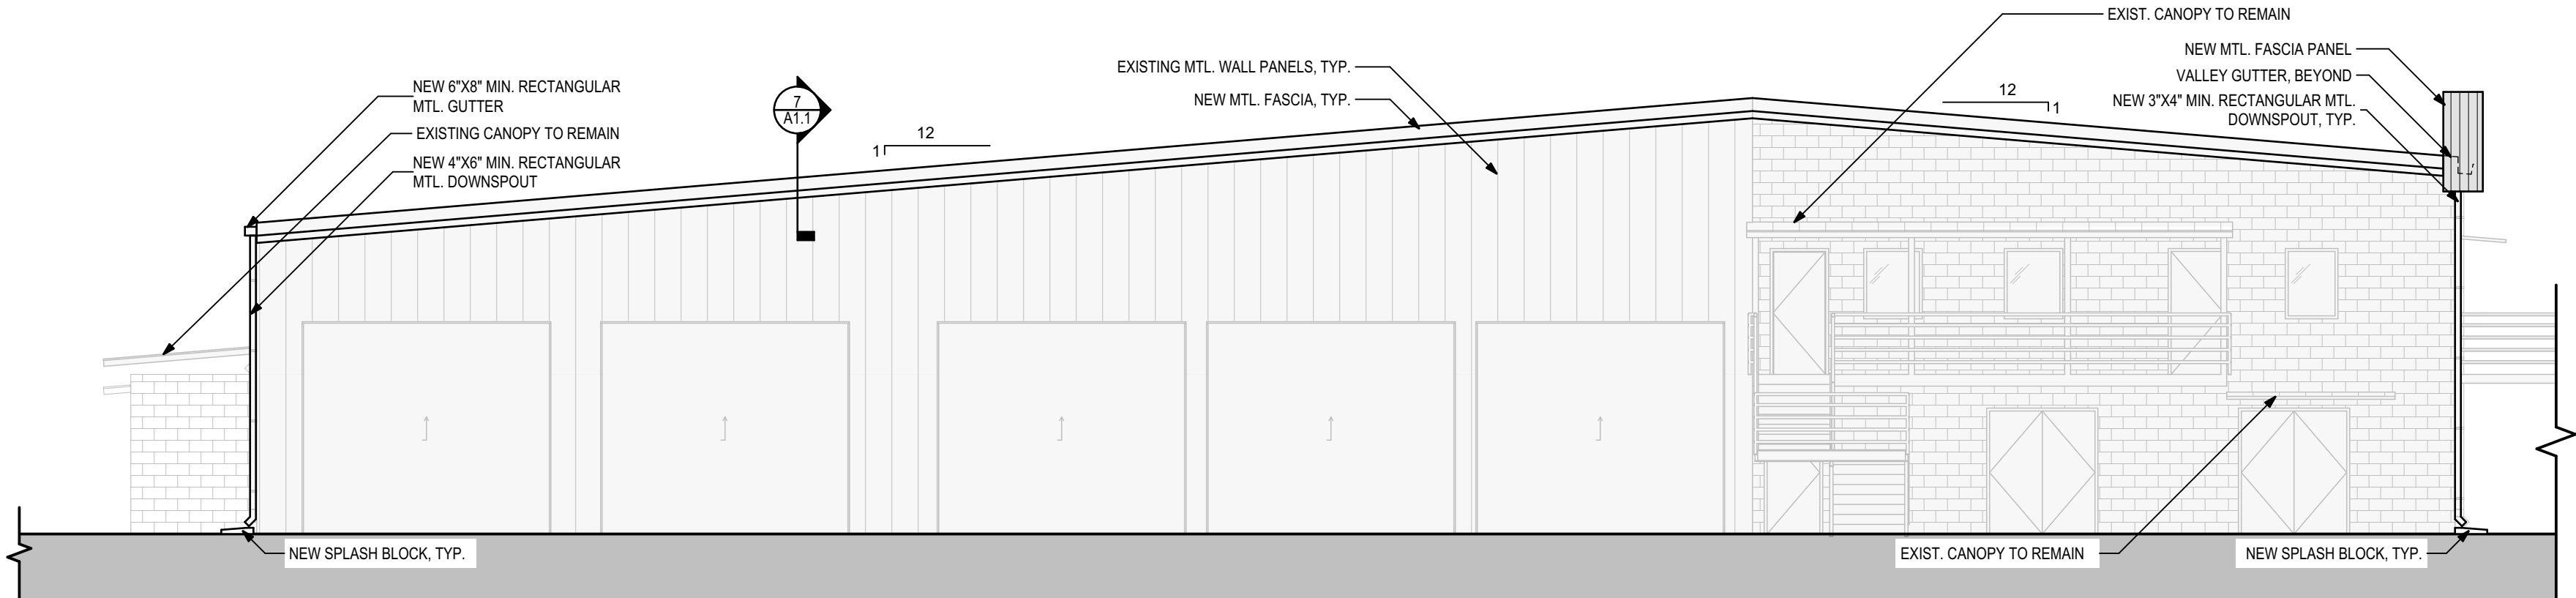 EXIST. CANOPY TO REMAIN
NEW MTL. FASCIA PANEL
EXISTING MTL. WALL PANELS, TYP.
VALLEY GUTTER, BEYOND
NEW 6"X8" MIN. RECTANGULAR
MTL. GUTTER
7
A1.1
NEW MTL. FASCIA, TYP.
12
1
NEW 3"X4" MIN. RECTANGULAR MTL.
DOWNSPOUT, TYP.
EXISTING CANOPY TO REMAIN
12
1
NEW 4"X6" MIN. RECTANGULAR
MTL. DOWNSPOUT
NEW SPLASH BLOCK, TYP.
EXIST. CANOPY TO REMAIN
NEW SPLASH BLOCK, TYP.